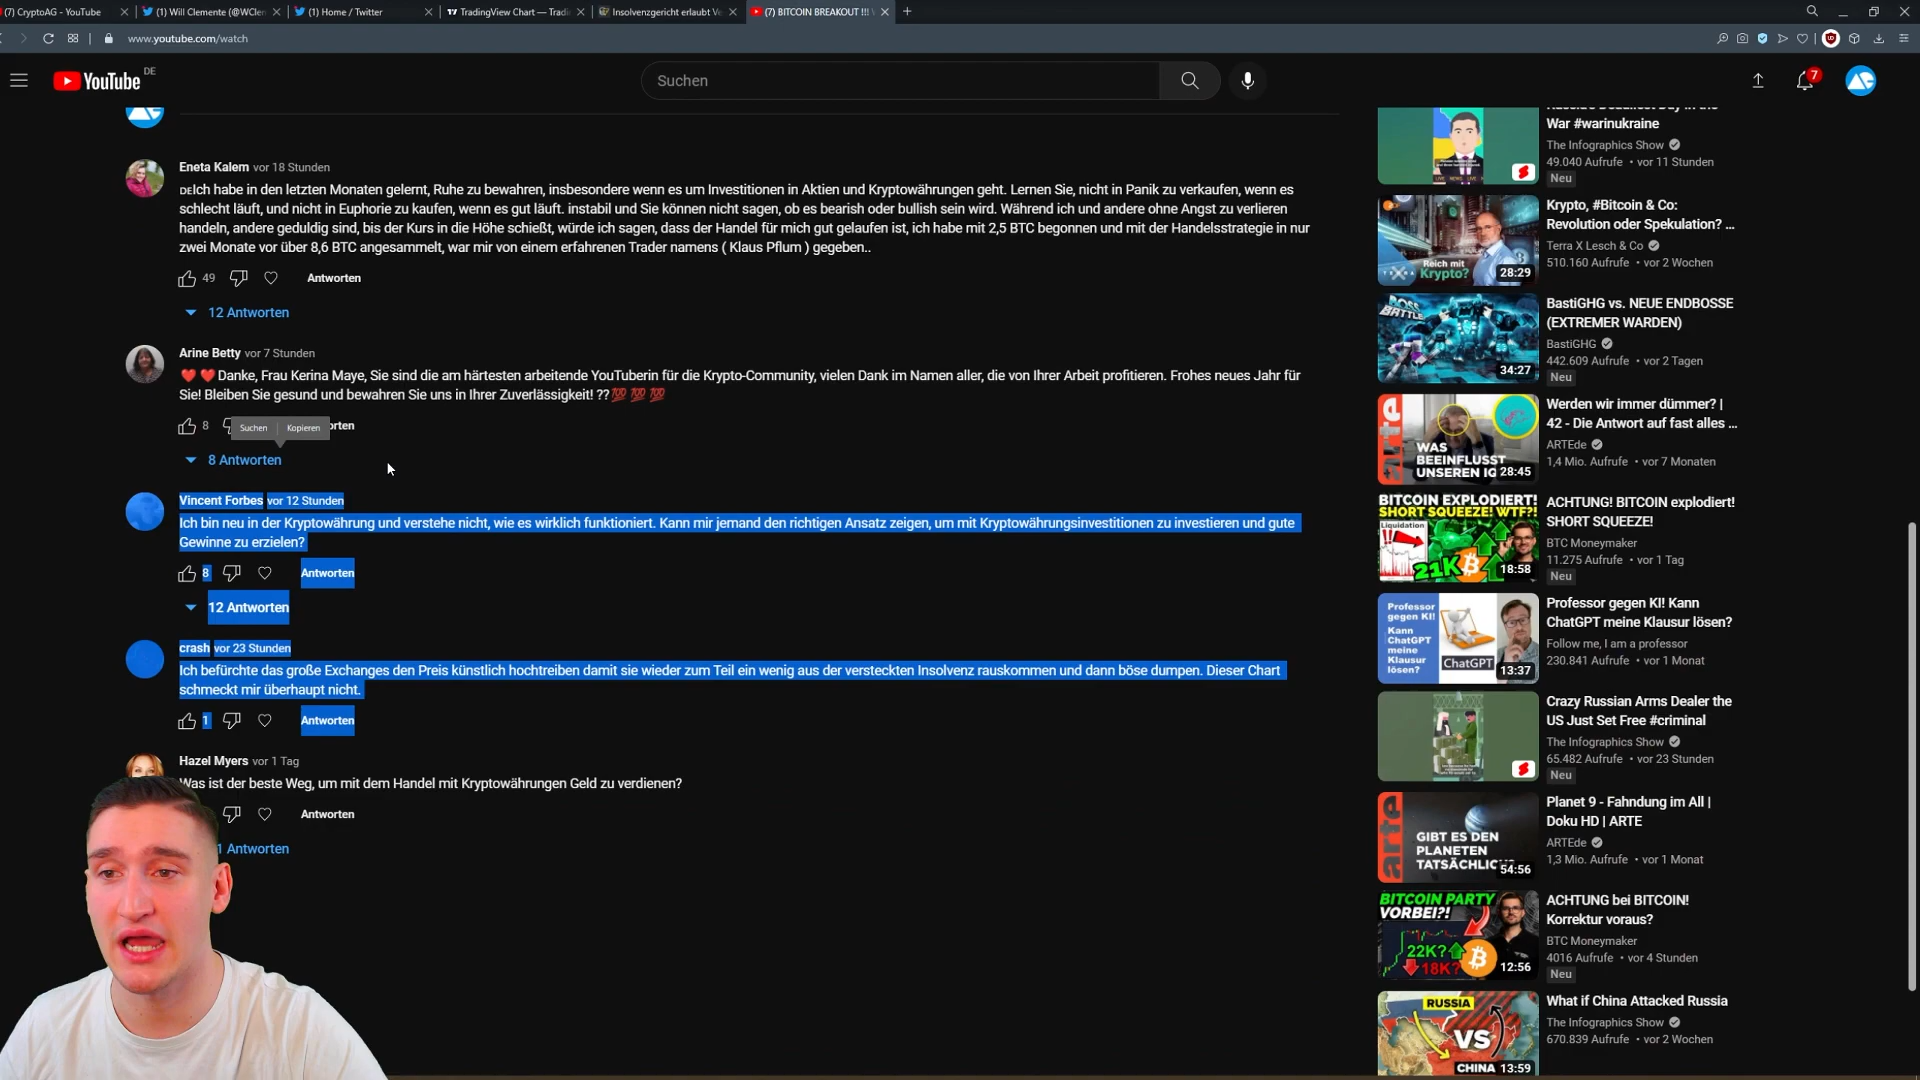 (7) CryptoAG - YouTube
(1) Will Clemente (@WClen
(1) Home / Twitter
TradingView Chart — Tradi
Insolvenzgericht erlaubt Ve
(7) BITCOIN BREAKOUT !!!
www.youtube.com/watch
YouTube DE
Suchen
7
Eneta Kalem vor 18 Stunden
DEIch habe in den letzten Monaten gelernt, Ruhe zu bewahren, insbesondere wenn es um Investitionen in Aktien und Kryptowährungen geht. Lernen Sie, nicht in Panik zu verkaufen, wenn es
schlecht läuft, und nicht in Euphorie zu kaufen, wenn es gut läuft. instabil und Sie können nicht sagen, ob es bearish oder bullish sein wird. Während ich und andere ohne Angst zu verlieren
handeln, andere geduldig sind, bis der Kurs in die Höhe schießt, würde ich sagen, dass der Handel für mich gut gelaufen ist, ich habe mit 2,5 BTC begonnen und mit der Handelsstrategie in nur
zwei Monate vor über 8,6 BTC angesammelt, war mir von einem erfahrenen Trader namens ( Klaus Pflum ) gegeben..
49 Antworten
12 Antworten
Arine Betty vor 7 Stunden
❤️ ❤️ Danke, Frau Kerina Maye, Sie sind die am härtesten arbeitende YouTuberin für die Krypto-Community, vielen Dank im Namen aller, die von Ihrer Arbeit profitieren. Frohes neues Jahr für
Sie! Bleiben Sie gesund und bewahren Sie uns in Ihrer Zuverlässigkeit! ??💯 💯 💯
8 Suchen Kopieren orten
8 Antworten
Vincent Forbes vor 12 Stunden
Ich bin neu in der Kryptowährung und verstehe nicht, wie es wirklich funktioniert. Kann mir jemand den richtigen Ansatz zeigen, um mit Kryptowährungsinvestitionen zu investieren und gute
Gewinne zu erzielen?
8 Antworten
12 Antworten
crash vor 23 Stunden
Ich befürchte das große Exchanges den Preis künstlich hochtreiben damit sie wieder zum Teil ein wenig aus der versteckten Insolvenz rauskommen und dann böse dumpen. Dieser Chart
schmeckt mir überhaupt nicht.
1 Antworten
Hazel Myers vor 1 Tag
Was ist der beste Weg, um mit dem Handel mit Kryptowährungen Geld zu verdienen?
Antworten
1 Antworten
War #warinukraine
The Infographics Show
49.040 Aufrufe • vor 11 Stunden
Neu
Reich mit
Krypto?
28:29
Krypto, #Bitcoin & Co:
Revolution oder Spekulation? ...
Terra X Lesch & Co
510.160 Aufrufe • vor 2 Wochen
BOSS
BATTLE
34:27
BastiGHG vs. NEUE ENDBOSSE
(EXTREMER WARDEN)
BastiGHG
442.609 Aufrufe • vor 2 Tagen
Neu
arte
WAS
BEEINFLUSST
UNSEREN IQ
28:45
Werden wir immer dümmer? |
42 - Die Antwort auf fast alles ...
ARTEde
1,4 Mio. Aufrufe • vor 7 Monaten
BITCOIN EXPLODIERT!
SHORT SQUEEZE! WTF?!
Liquidation
21K
18:58
ACHTUNG! BITCOIN explodiert!
SHORT SQUEEZE!
BTC Moneymaker
11.275 Aufrufe • vor 1 Tag
Neu
Professor
gegen KI!
Kann
ChatGPT
meine
Klausur
lösen?
ChatGPT
13:37
Professor gegen KI! Kann
ChatGPT meine Klausur lösen?
Follow me, I am a professor
230.841 Aufrufe • vor 1 Monat
Crazy Russian Arms Dealer the
US Just Set Free #criminal
The Infographics Show
65.482 Aufrufe • vor 23 Stunden
Neu
arte
GIBT ES DEN
PLANETEN
TATSÄCHLIC
54:56
Planet 9 - Fahndung im All |
Doku HD | ARTE
ARTEde
1,3 Mio. Aufrufe • vor 1 Monat
BITCOIN PARTY
VORBEI?!
22K?
18K?
12:56
ACHTUNG bei BITCOIN!
Korrektur voraus?
BTC Moneymaker
4016 Aufrufe • vor 4 Stunden
Neu
RUSSIA
VS
CHINA 13:59
What if China Attacked Russia
The Infographics Show
670.839 Aufrufe • vor 2 Wochen